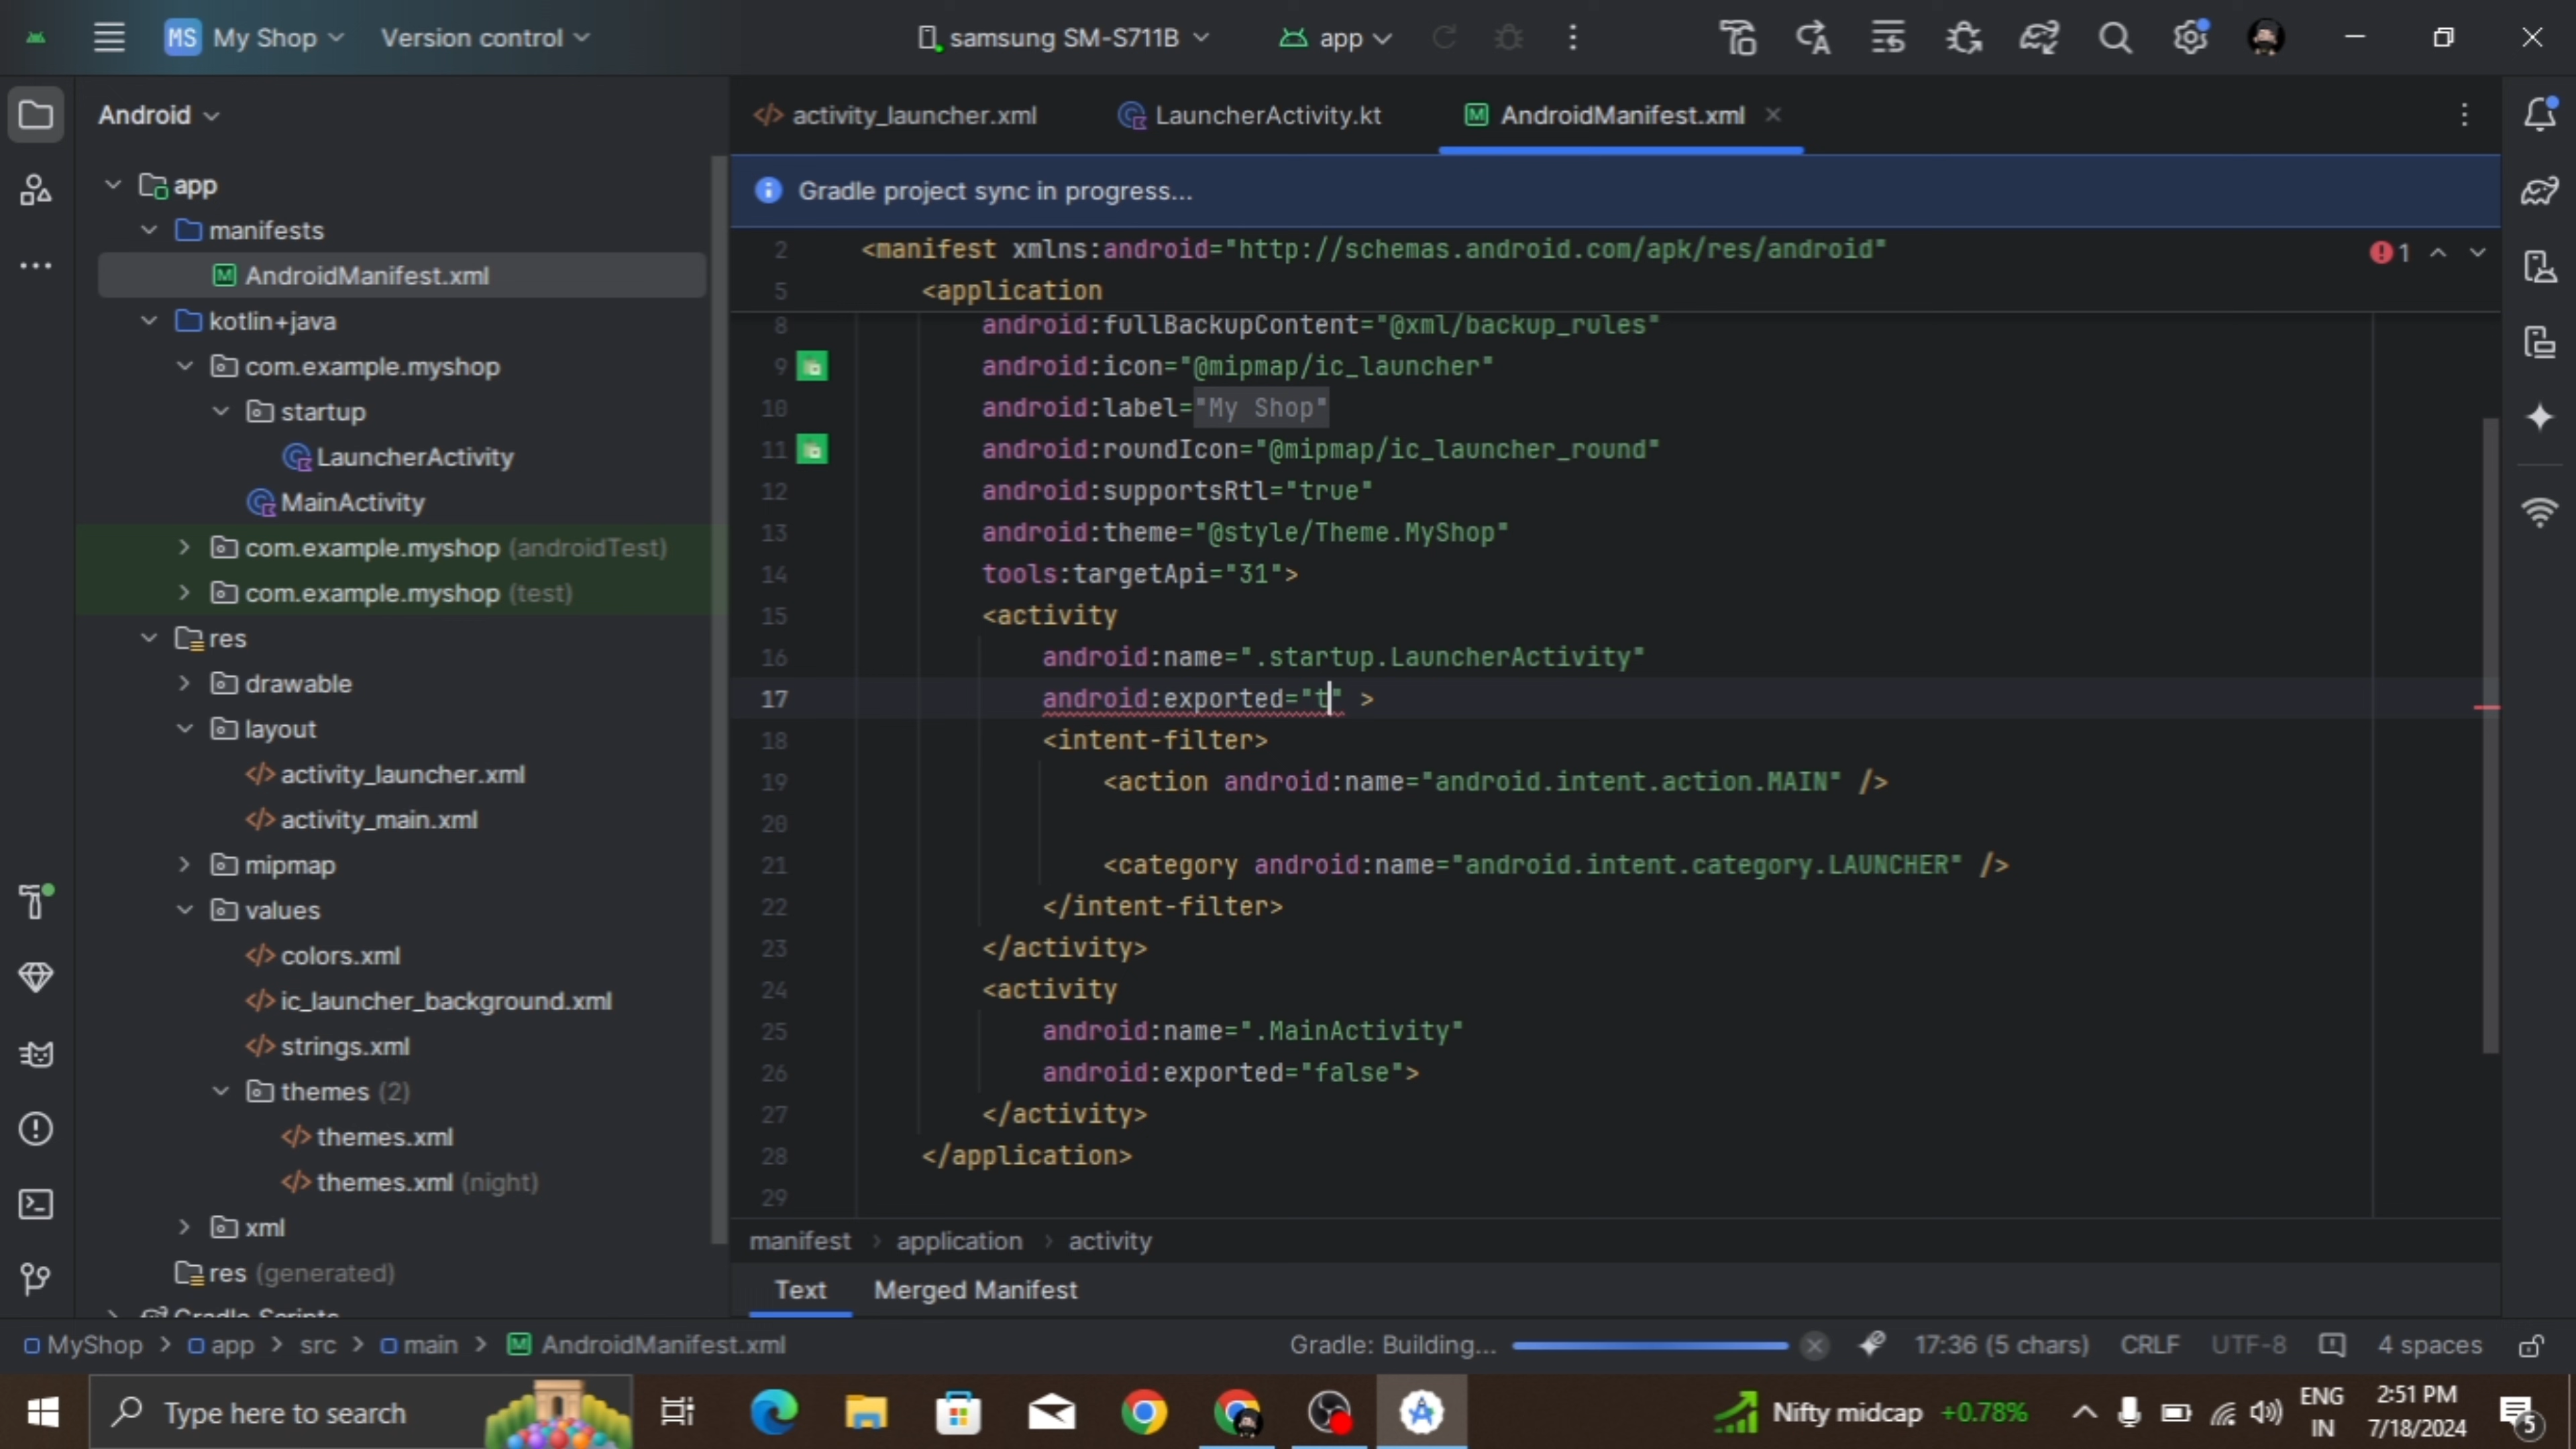 MS My Shop Version control samsung SM-S711B app
Android
app
manifests
AndroidManifest.xml
kotlin+java
com.example.myshop
startup
LauncherActivity
MainActivity
com.example.myshop (androidTest)
com.example.myshop (test)
res
drawable
layout
activity_launcher.xml
activity_main.xml
mipmap
values
colors.xml
ic_launcher_background.xml
strings.xml
themes (2)
themes.xml
themes.xml (night)
xml
res (generated)
Gradle Scripts
activity_launcher.xml LauncherActivity.kt AndroidManifest.xml
Gradle project sync in progress...
2 <manifest xmlns:android="http://schemas.android.com/apk/res/android" 1
5 <application
8 android:fullBackupContent="@xml/backup_rules"
9 android:icon="@mipmap/ic_launcher"
10 android:label="My Shop"
11 android:roundIcon="@mipmap/ic_launcher_round"
12 android:supportsRtl="true"
13 android:theme="@style/Theme.MyShop"
14 tools:targetApi="31">
15 <activity
16 android:name=".startup.LauncherActivity"
17 android:exported="t" >
18 <intent-filter>
19 <action android:name="android.intent.action.MAIN" />
20
21 <category android:name="android.intent.category.LAUNCHER" />
22 </intent-filter>
23 </activity>
24 <activity
25 android:name=".MainActivity"
26 android:exported="false">
27 </activity>
28 </application>
29
manifest › application › activity
Text Merged Manifest
MyShop > app > src > main > AndroidManifest.xml Gradle: Building... 17:36 (5 chars) CRLF UTF-8 4 spaces
Type here to search Nifty midcap +0.78% ENG 2:51 PM
IN 7/18/2024 5